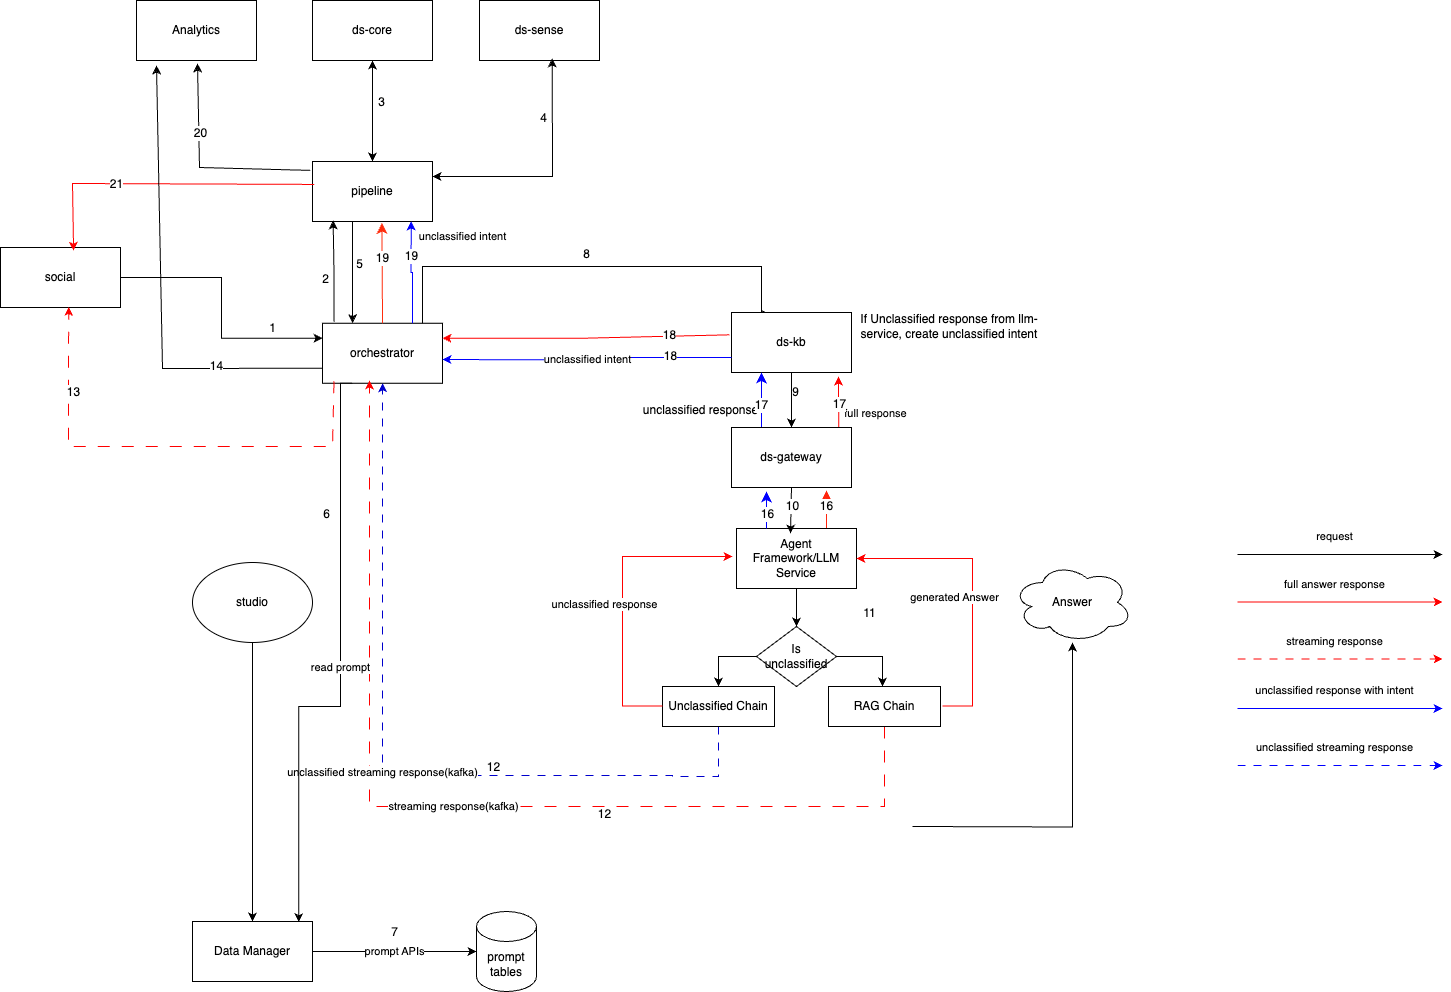 Analytics
ds-core
ds-sense
3
4
20
pipeline
21
unclassified intent
19
19
5
2
8
social
1
If Unclassified response from llm-
service, create unclassified intent
18
ds-kb
orchestrator
unclassified intent
18
14
13
9
17
17
unclassified response
full response
ds-gateway
6
16
10
16
request
Agent
Framework/LLM
Service
full answer response
studio
unclassified response
generated Answer
11
Answer
streaming response
Is
unclassified
read prompt
unclassified response with intent
Unclassified Chain
RAG Chain
unclassified streaming response
unclassified streaming response(kafka)
12
streaming response(kafka)
12
7
Data Manager
prompt APIs
prompt
tables